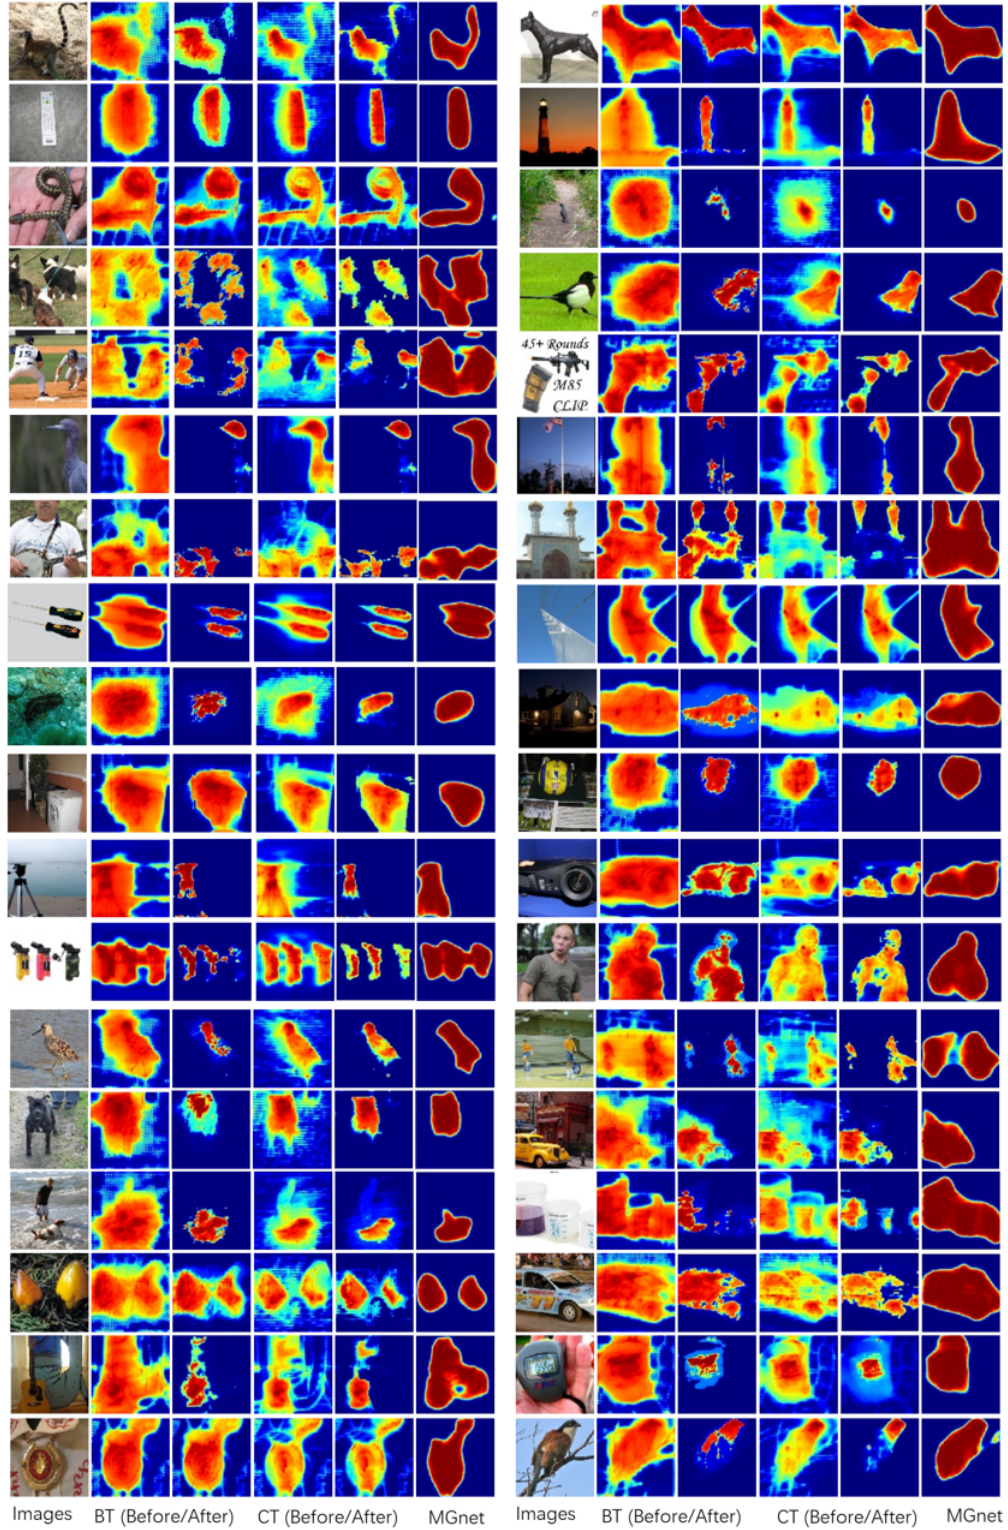 15
45+ Rounds
M85
CLIP.
Images BT (Before/After) CT (Before/After) MGnet Images BT (Before/After) CT (Before/After) MGnet